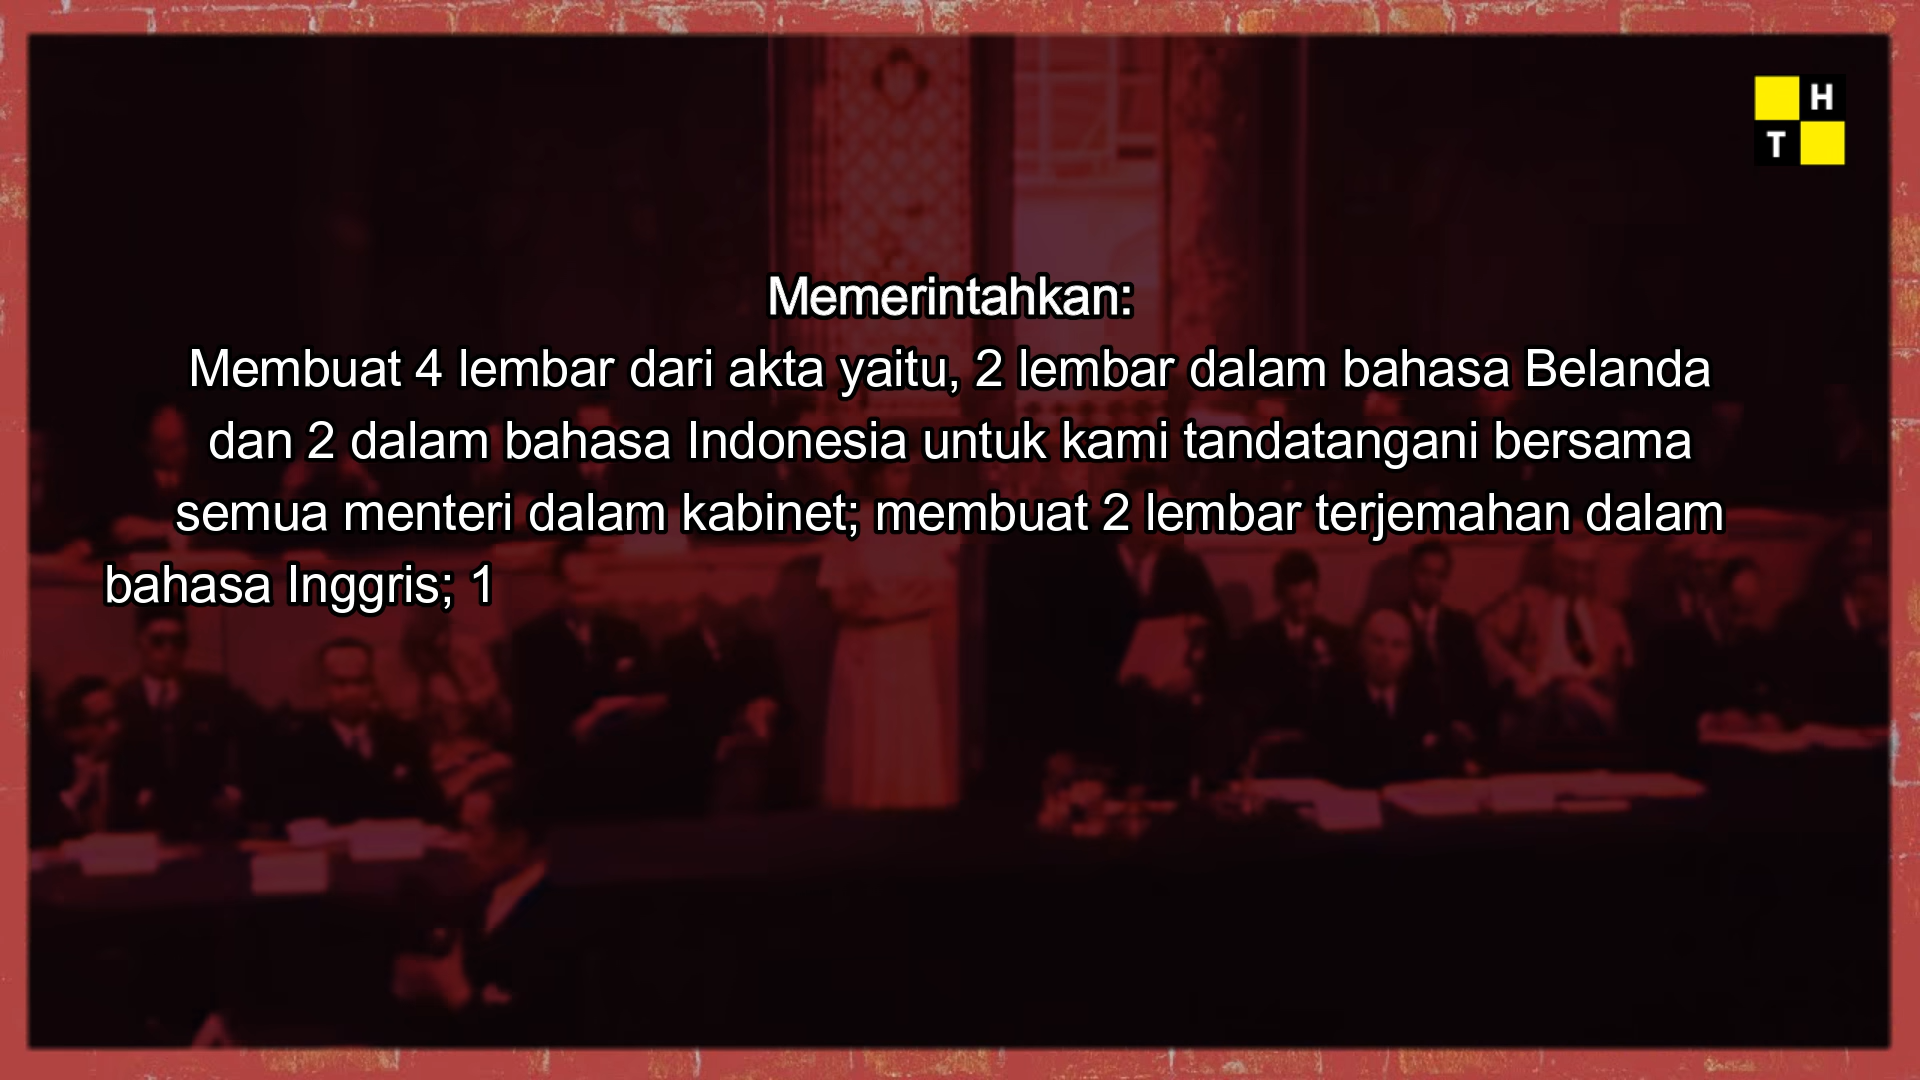 H
T
Memerintahkan:
Membuat 4 lembar dari akta yaitu, 2 lembar dalam bahasa Belanda
dan 2 dalam bahasa Indonesia untuk kami tandatangani bersama
semua menteri dalam kabinet; membuat 2 lembar terjemahan dalam
bahasa Inggris; 1